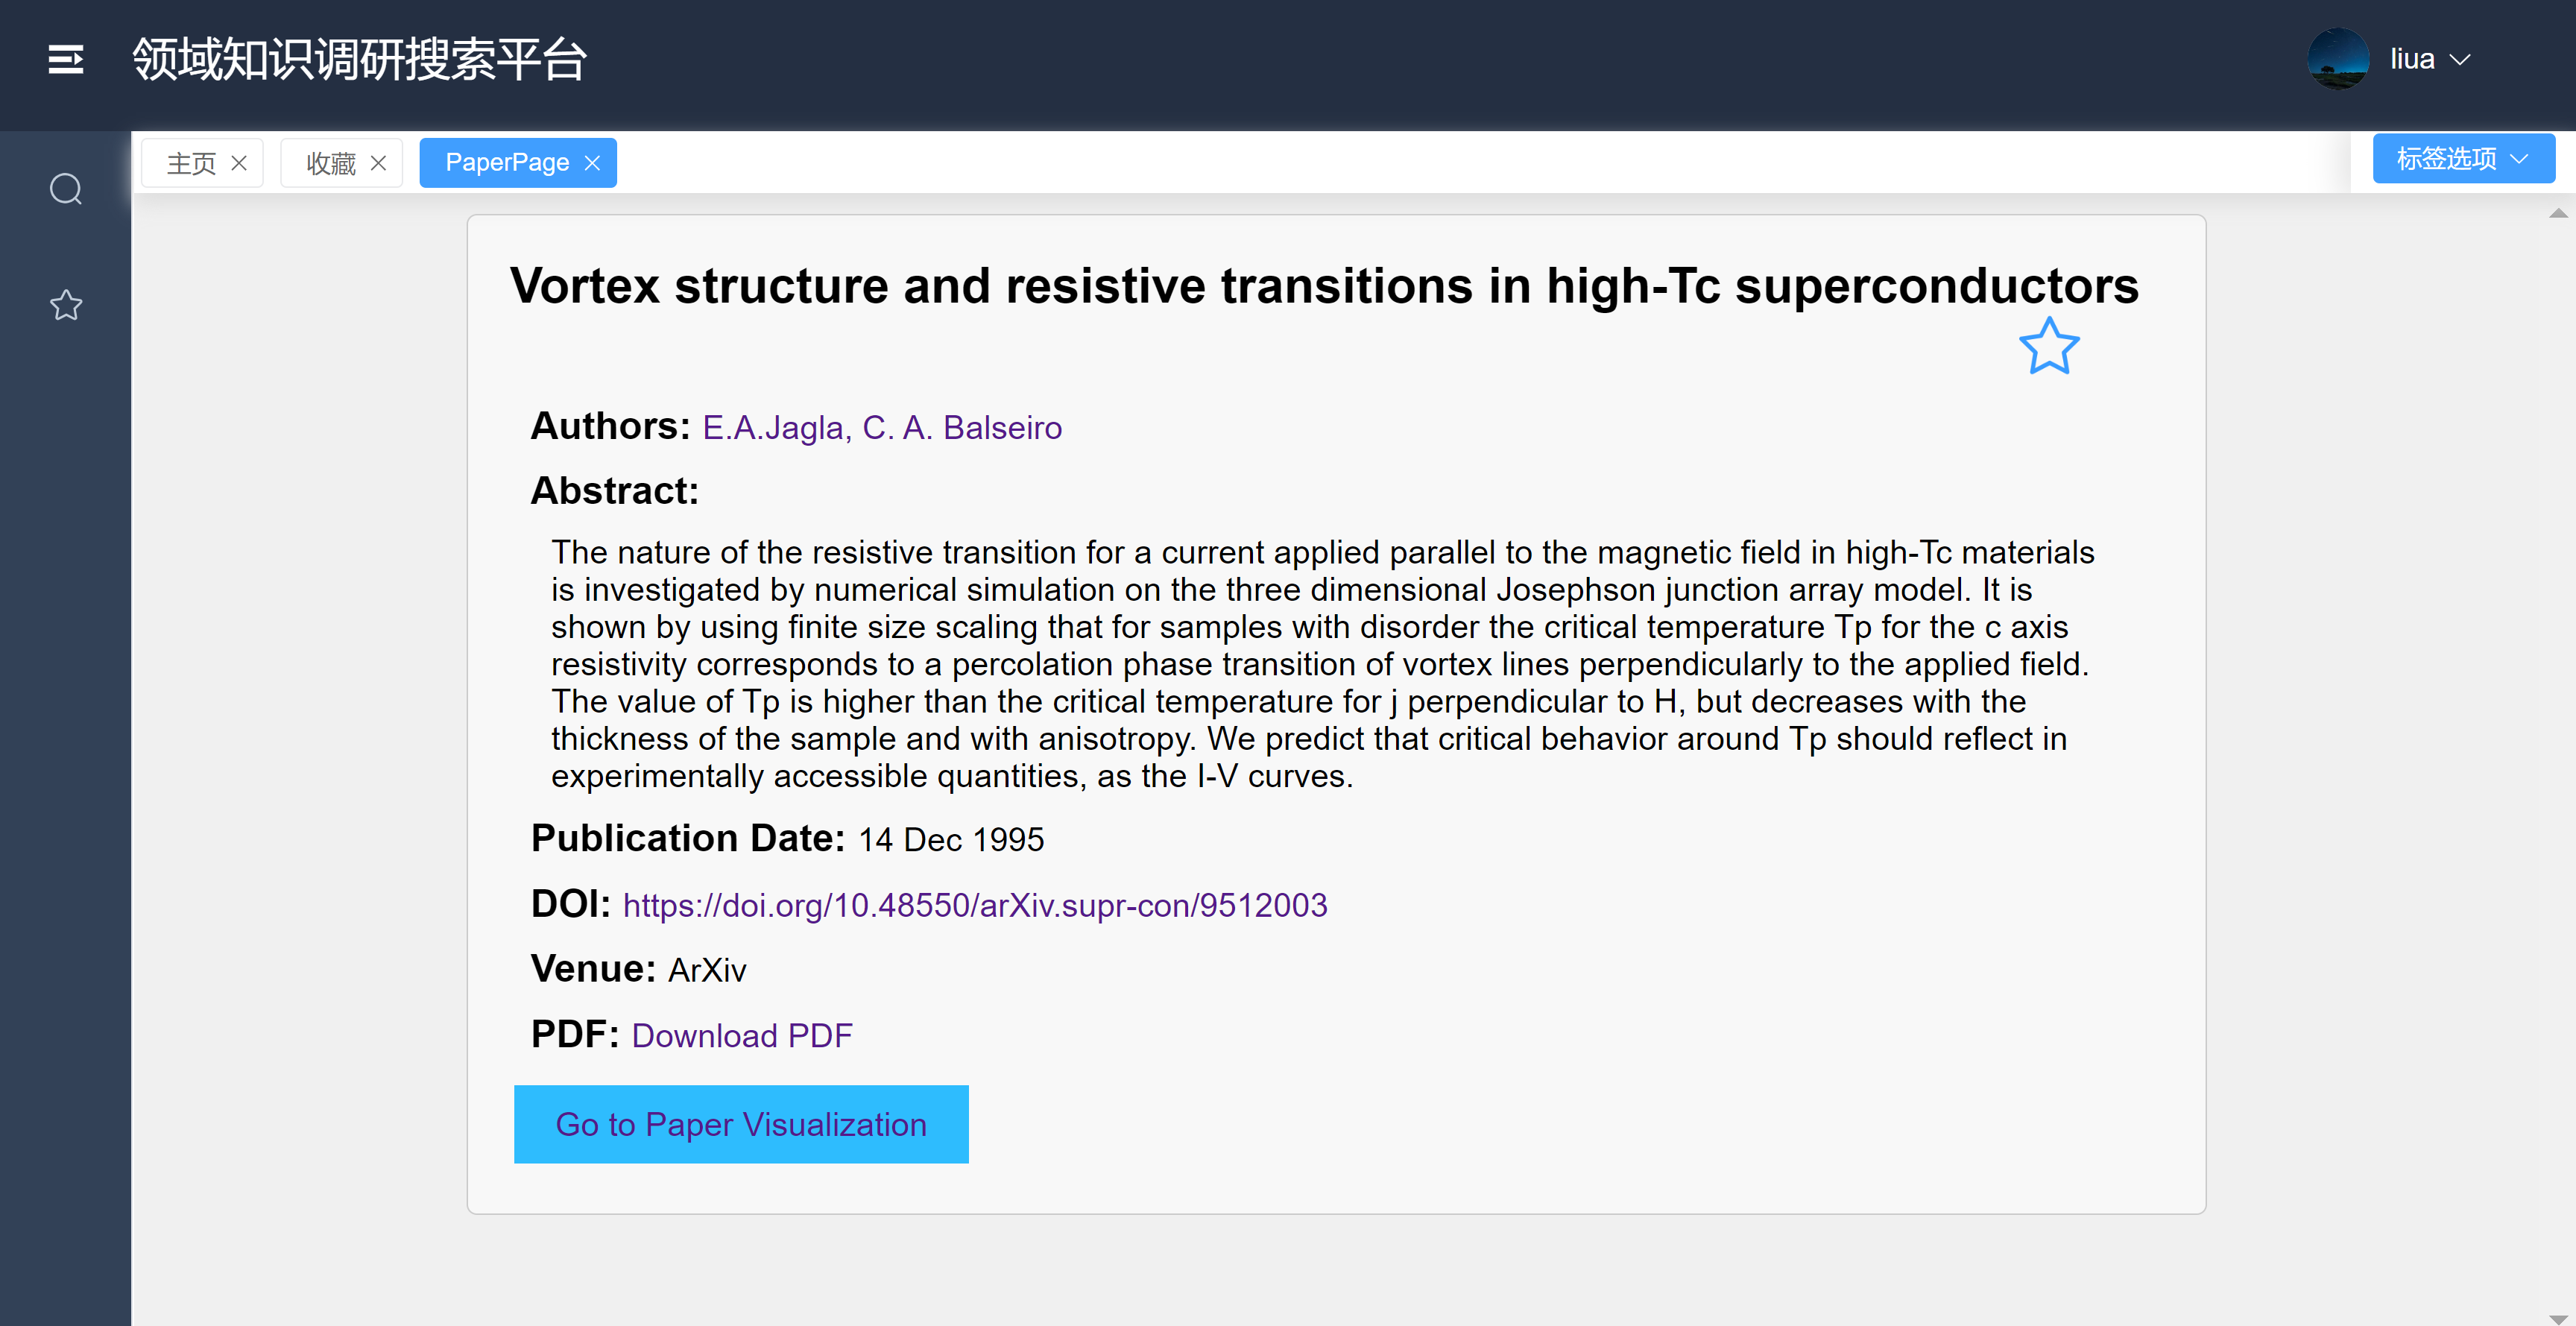 领域知识调研搜索平台
liua
主页
收藏
PaperPage
标签选项
Vortex structure and resistive transitions in high-Tc superconductors
Authors: E.A.Jagla, C. A. Balseiro
Abstract:
The nature of the resistive transition for a current applied parallel to the magnetic field in high-Tc materials
is investigated by numerical simulation on the three dimensional Josephson junction array model. It is
shown by using finite size scaling that for samples with disorder the critical temperature Tp for the c axis
resistivity corresponds to a percolation phase transition of vortex lines perpendicularly to the applied field.
The value of Tp is higher than the critical temperature for j perpendicular to H, but decreases with the
thickness of the sample and with anisotropy. We predict that critical behavior around Tp should reflect in
experimentally accessible quantities, as the I-V curves.
Publication Date: 14 Dec 1995
DOI: https://doi.org/10.48550/arXiv.supr-con/9512003
Venue: ArXiv
PDF: Download PDF
Go to Paper Visualization